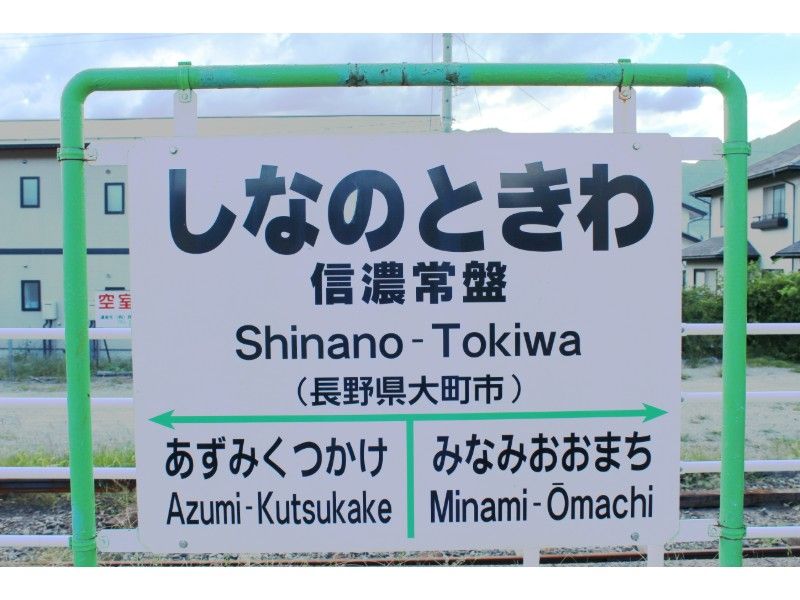 しなのときわ
信濃常盤
Shinano-Tokiwa
（長野県大町市）
あずみくつかけ
Azumi-Kutsukake
みなみおおまち
Minami-Ōmachi
空室